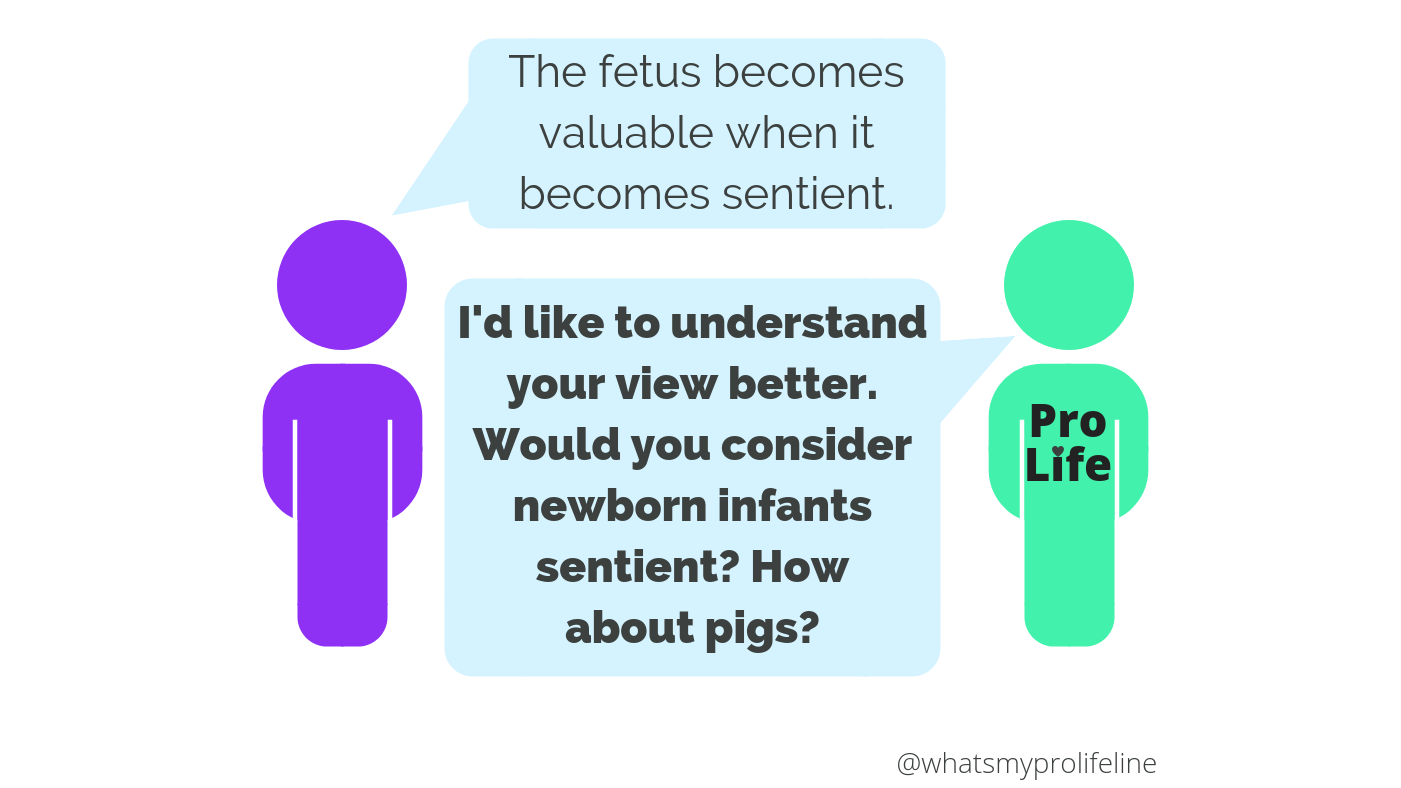 The fetus becomes
valuable when it
becomes sentient.
I'd like to understand
your view better.
Would you consider
newborn infants
sentient? How
about pigs?
Pro
Life
@whatsmyprolifeline